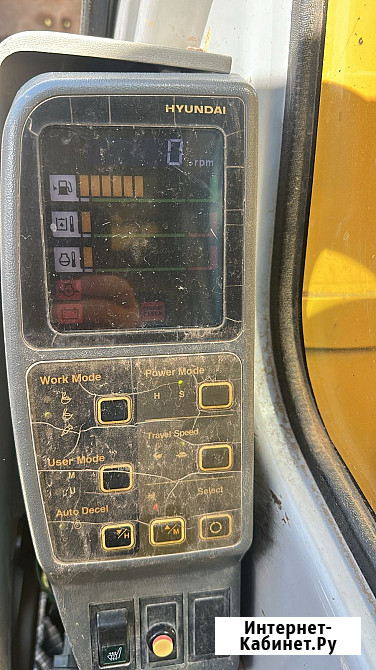 HYUNDAI
0 rpm
Work Mode
Power Mode
H S
Travel Speed
User Mode
M
U
Select
Auto Decel
Интернет-
Кабинет.Ру